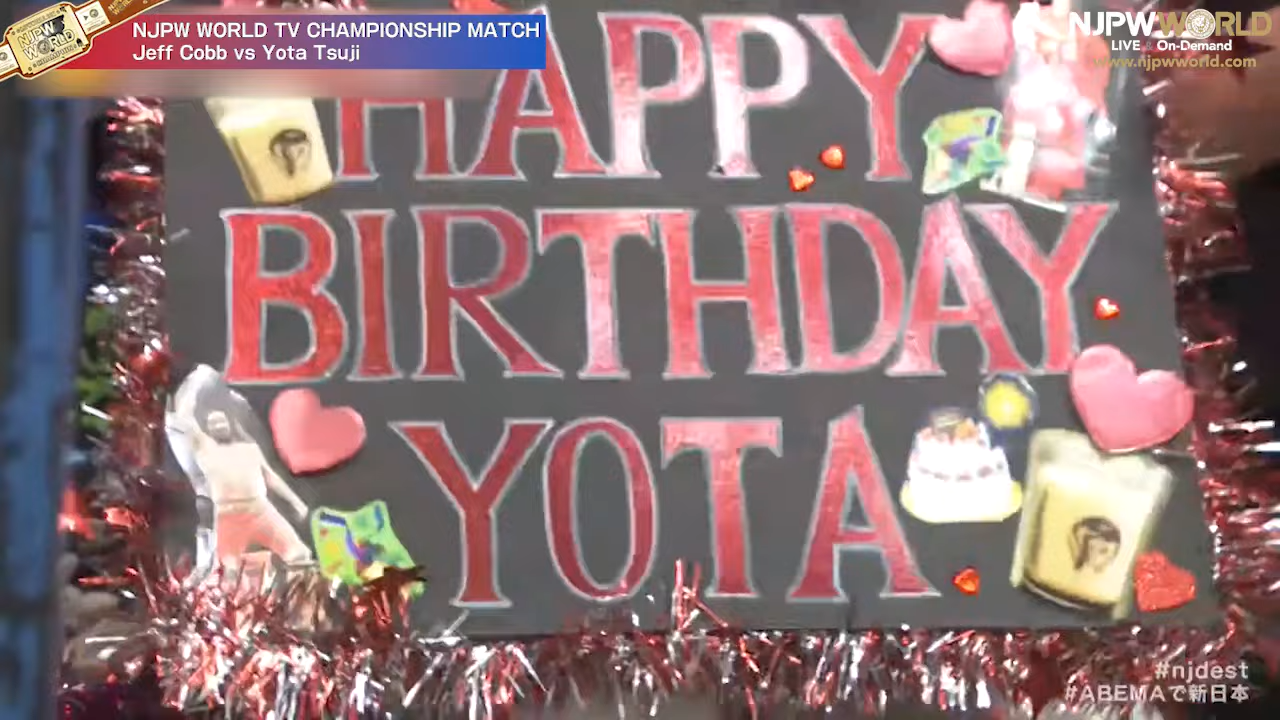 NJPW WORLD TV CHAMPIONSHIP MATCH
Jeff Cobb vs Yota Tsuji
NJPW WORLD
NJPWWORLD
LIVE & On-Demand
www.njpwworld.com
HAPPY
BIRTHDAY
YOTA
#njdest
#ABEMAで新日本